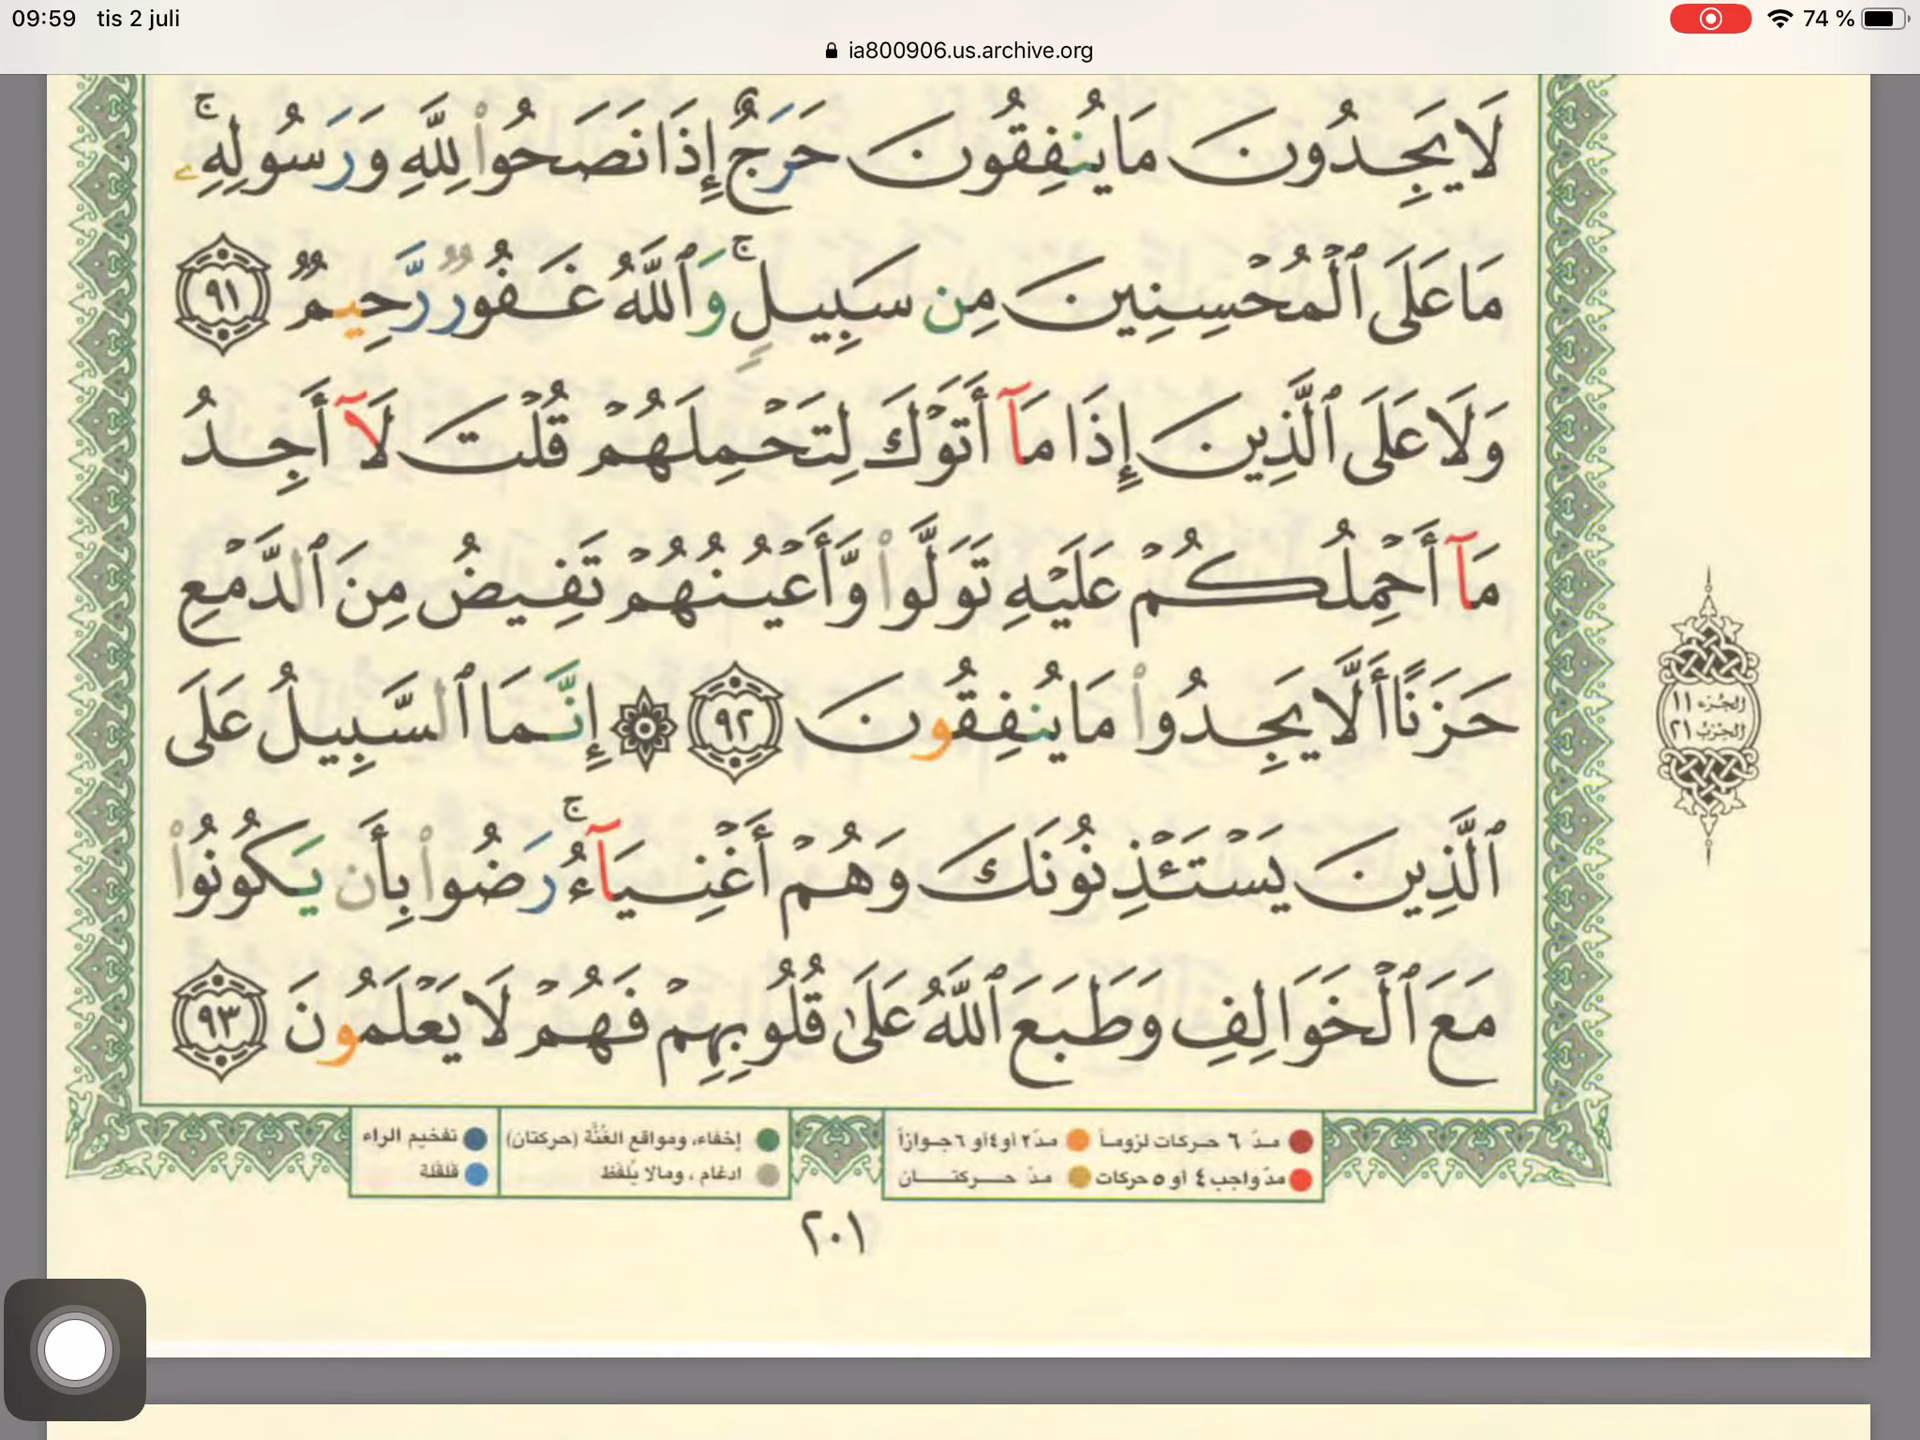 09:59 tis 2 juli
74 %
ia800906.us.archive.org
لَا يَجِدُونَ مَا يُنفِقُونَ حَرَجٌ إِذَا نَصَحُوا۟ لِلَّهِ وَرَسُولِهِۦ ۚ
مَا عَلَى ٱلْمُحْسِنِينَ مِن سَبِيلٍ ۚ وَٱللَّهُ غَفُورٌ رَّحِيمٌ ٩١
وَلَا عَلَى ٱلَّذِينَ إِذَا مَآ أَتَوْكَ لِتَحْمِلَهُمْ قُلْتَ لَآ أَجِدُ
مَآ أَحْمِلُكُمْ عَلَيْهِ تَوَلَّوا۟ وَّأَعْيُنُهُمْ تَفِيضُ مِنَ ٱلدَّمْعِ
حَزَنًا أَلَّا يَجِدُوا۟ مَا يُنفِقُونَ ٩٢ ۞ إِنَّمَا ٱلسَّبِيلُ عَلَى
ٱلَّذِينَ يَسْتَـْٔذِنُونَكَ وَهُمْ أَغْنِيَآءُ ۚ رَضُوا۟ بِأَن يَكُونُوا۟
مَعَ ٱلْخَوَالِفِ وَطَبَعَ ٱللَّهُ عَلَىٰ قُلُوبِهِمْ فَهُمْ لَا يَعْلَمُونَ ٩٣
الجزء ١١
الحزب ٢١
مدّ ٦ حركات لزوماً مدّ ٢ أو ٤ أو ٦ جوازاً
مدّ واجب ٤ أو ٥ حركات مدّ حركتان
إخفاء، ومواقع الغُنَّة (حركتان) تفخيم الراء
ادغام، ومالا يُلفَظ قلقلة
٢٠١